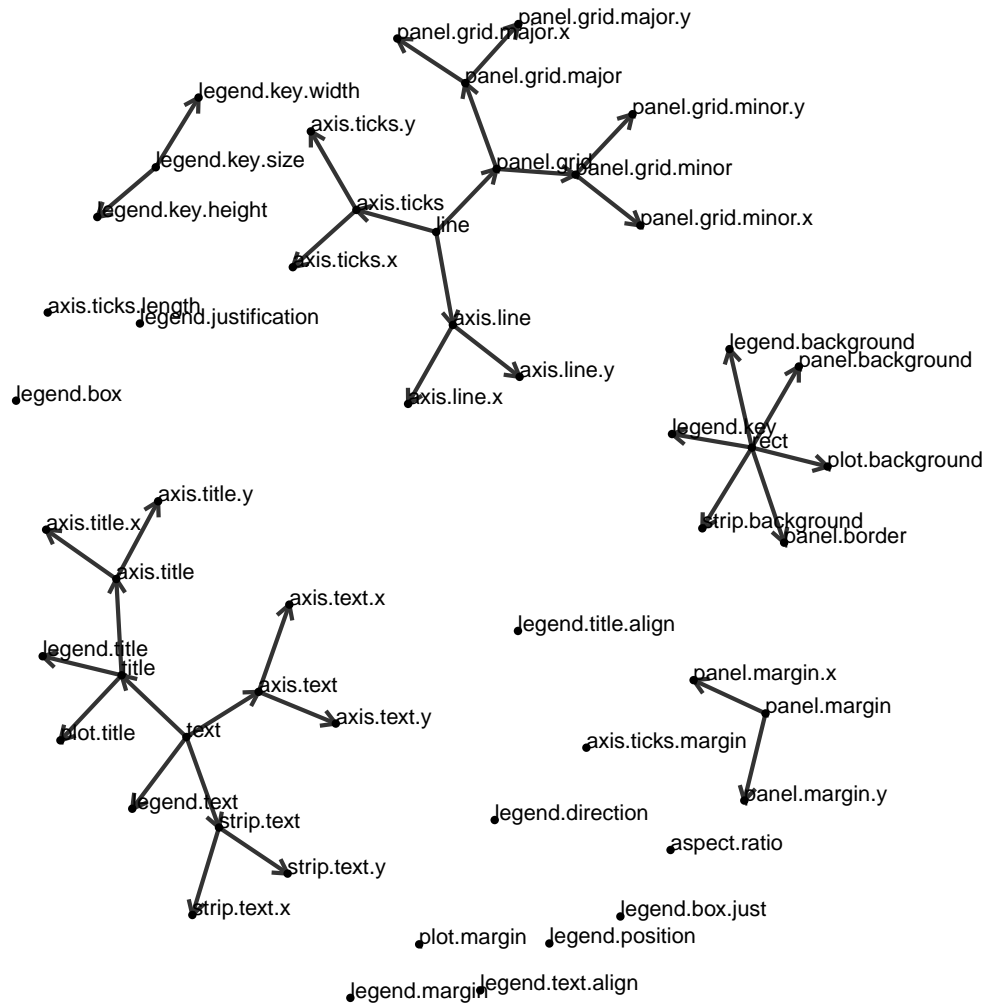 panel.grid.major.y
panel.grid.major.x
panel.grid.major
legend.key.width
panel.grid.minor.y
axis.ticks.y
legend.key.size
panel.grid
panel.grid.minor
axis.ticks
legend.key.height
panel.grid.minor.x
line
axis.ticks.x
axis.ticks.length
legend.justification
axis.line
legend.background
panel.background
axis.line.y
legend.box
axis.line.x
legend.key
rect
plot.background
axis.title.y
axis.title.x
strip.background
panel.border
axis.title
axis.text.x
legend.title.align
legend.title
title
panel.margin.x
axis.text
panel.margin
axis.text.y
plot.title
text
axis.ticks.margin
legend.text
panel.margin.y
strip.text
legend.direction
aspect.ratio
strip.text.y
strip.text.x
legend.box.just
plot.margin
legend.position
legend.margin
legend.text.align